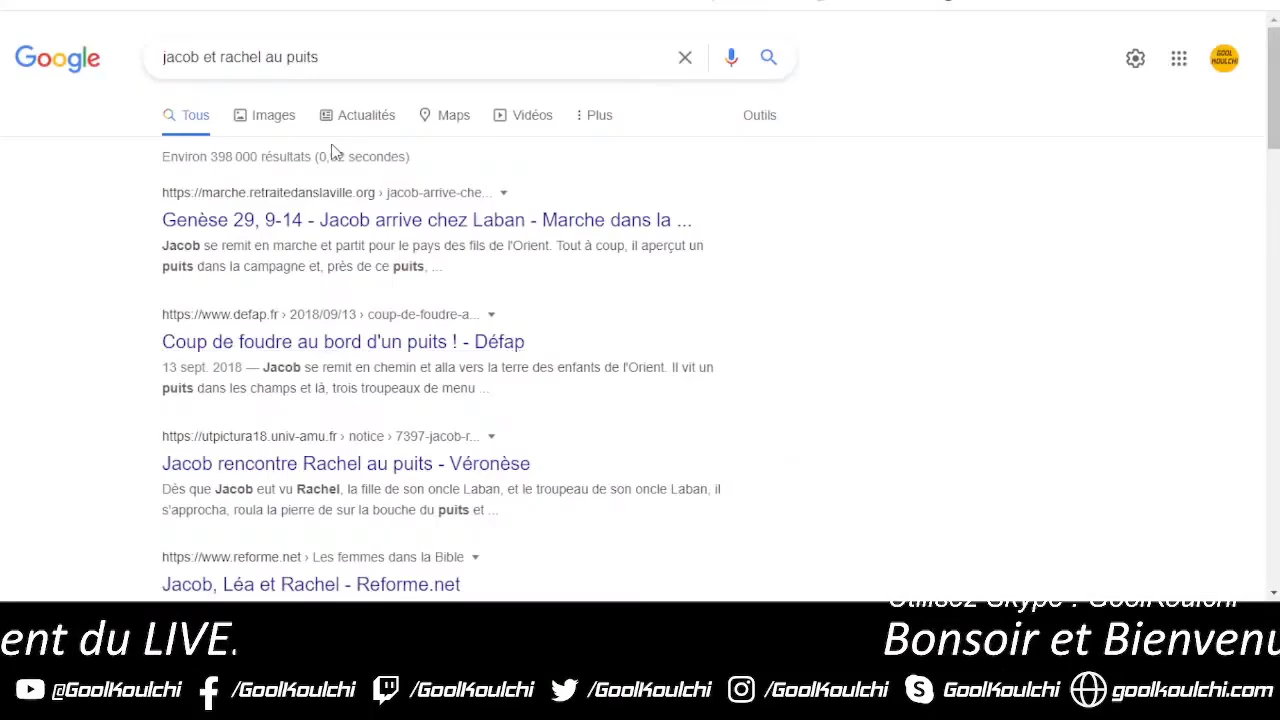 Google
jacob et rachel au puits
GOOL
KOULCHI
Tous Images Actualités Maps Vidéos Plus Outils
Environ 398 000 résultats (0, 2 secondes)
https://marche.retraitedanslaville.org › jacob-arrive-che...
Genèse 29, 9-14 - Jacob arrive chez Laban - Marche dans la ...
Jacob se remit en marche et partit pour le pays des fils de l'Orient. Tout à coup, il aperçut un
puits dans la campagne et, près de ce puits, ...
https://www.defap.fr › 2018/09/13 › coup-de-foudre-a...
Coup de foudre au bord d'un puits ! - Défap
13 sept. 2018 — Jacob se remit en chemin et alla vers la terre des enfants de l'Orient. Il vit un
puits dans les champs et là, trois troupeaux de menu ...
https://utpictura18.univ-amu.fr › notice › 7397-jacob-r...
Jacob rencontre Rachel au puits - Véronèse
Dès que Jacob eut vu Rachel, la fille de son oncle Laban, et le troupeau de son oncle Laban, il
s'approcha, roula la pierre de sur la bouche du puits et ...
https://www.reforme.net › Les femmes dans la Bible
Jacob, Léa et Rachel - Reforme.net
Utilisez Skype : GoolKoulchi
ent du LIVE. Bonsoir et Bienvenu
@GoolKoulchi /GoolKoulchi /GoolKoulchi /GoolKoulchi /GoolKoulchi GoolKoulchi goolkoulchi.com